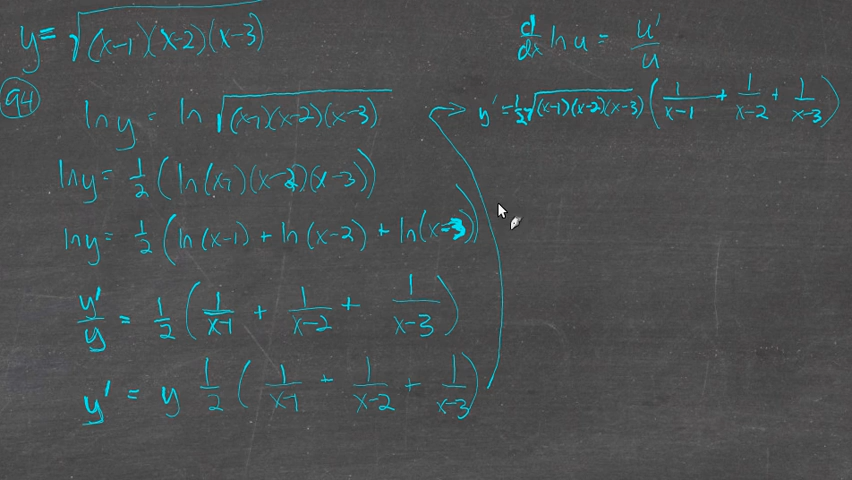 y = √(x-1)(x-2)(x-3)
94
ln y = ln √(x-1)(x-2)(x-3)
ln y = 1/2 (ln(x-1)(x-2)(x-3))
ln y = 1/2 (ln(x-1) + ln(x-2) + ln(x-3))
y'/y = 1/2 (1/(x-1) + 1/(x-2) + 1/(x-3))
y' = y 1/2 (1/(x-1) + 1/(x-2) + 1/(x-3))
d/dx ln u = u'/u
y' = 1/2 √(x-1)(x-2)(x-3) (1/(x-1) + 1/(x-2) + 1/(x-3))